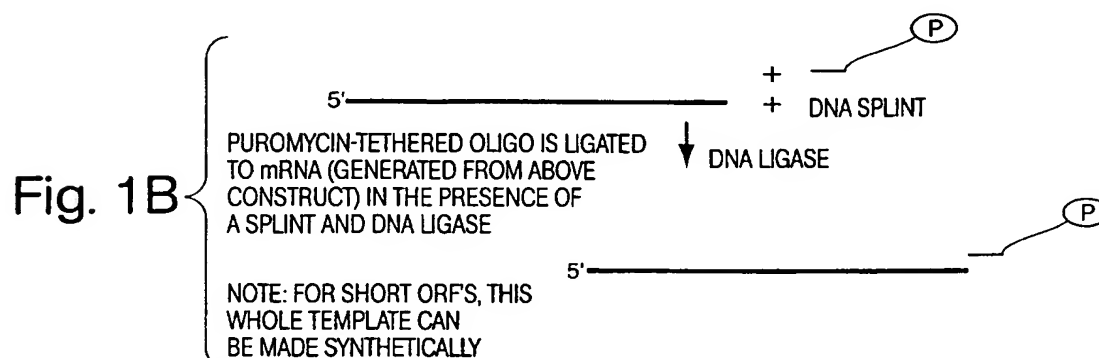 P
+
5' + DNA SPLINT
PUROMYCIN-TETHERED OLIGO IS LIGATED
TO mRNA (GENERATED FROM ABOVE
CONSTRUCT) IN THE PRESENCE OF
A SPLINT AND DNA LIGASE
DNA LIGASE
Fig. 1B
P
5'
NOTE: FOR SHORT ORF'S, THIS
WHOLE TEMPLATE CAN
BE MADE SYNTHETICALLY